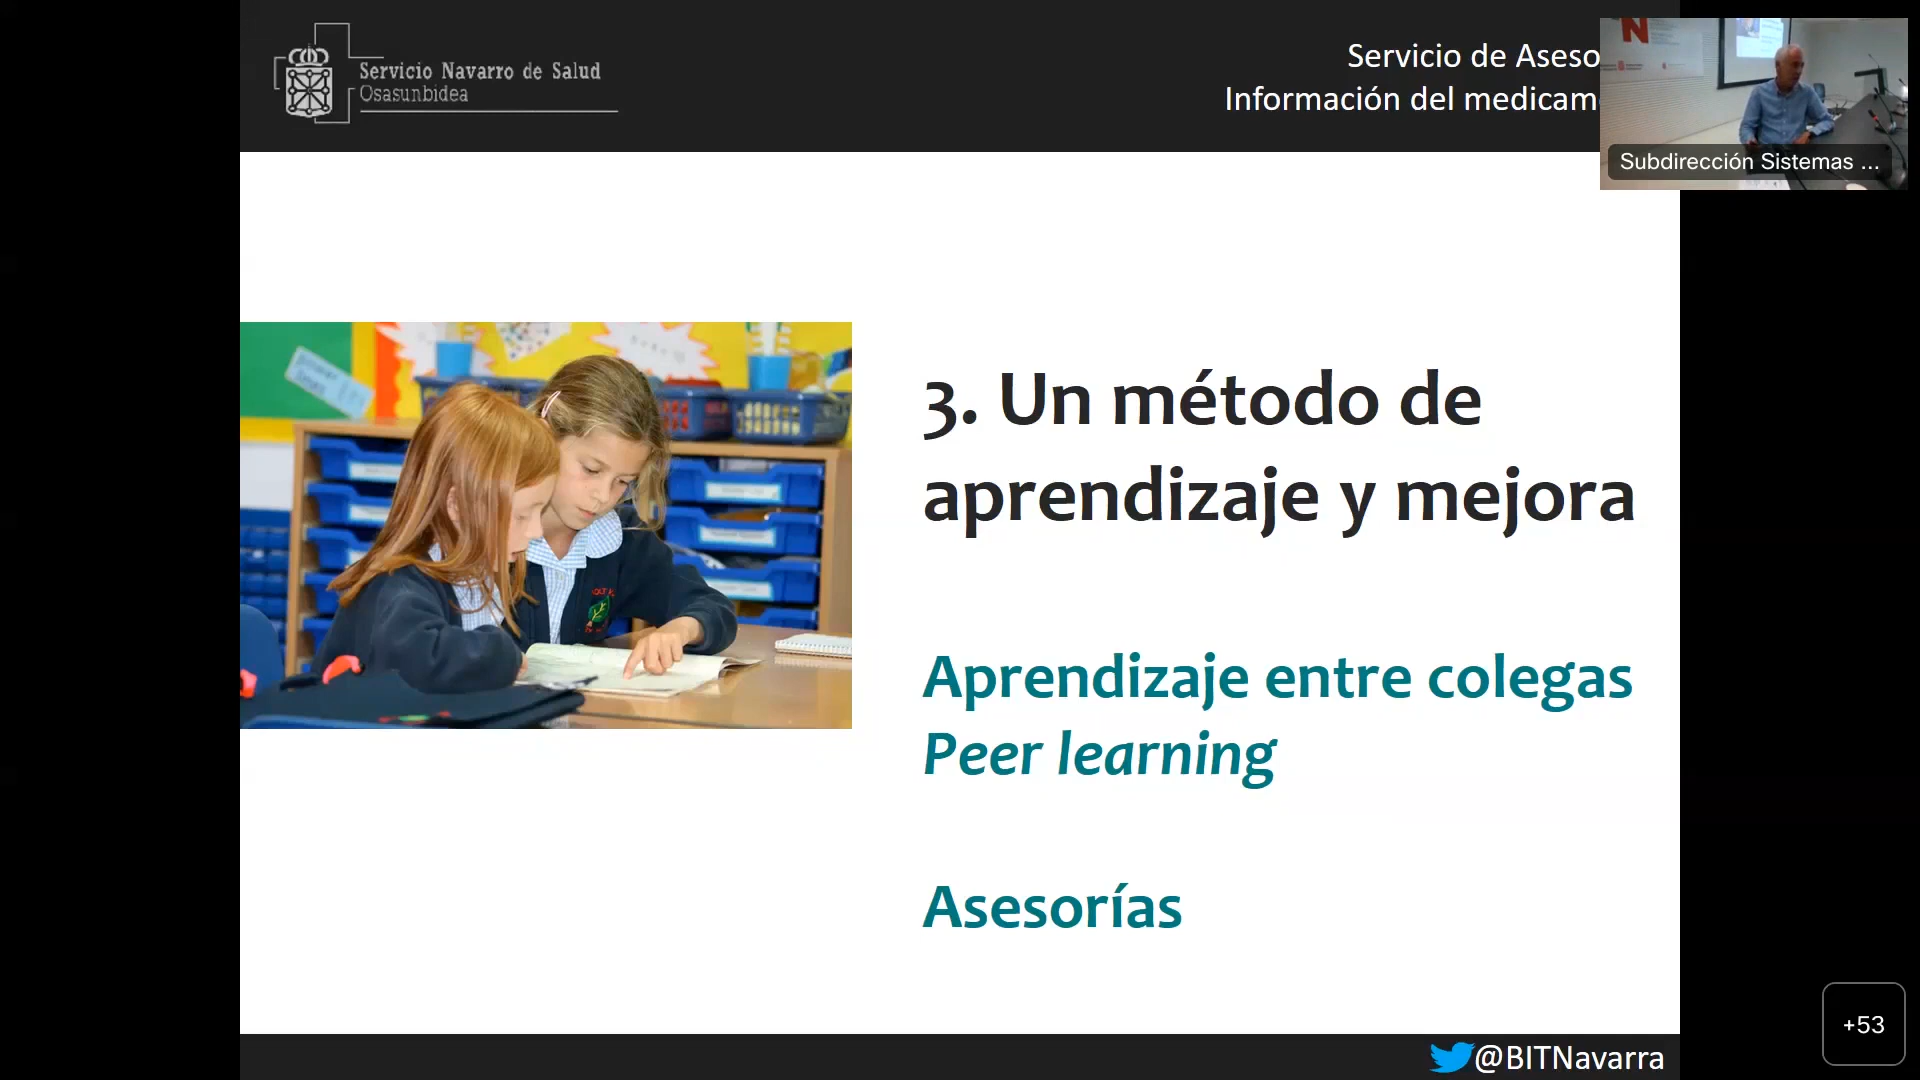 Servicio Navarro de Salud
Osasunbidea
Servicio de Aseso
Información del medicam
N
Subdirección Sistemas ...
3. Un método de
aprendizaje y mejora
Aprendizaje entre colegas
Peer learning
Asesorías
+53
@BITNavarra